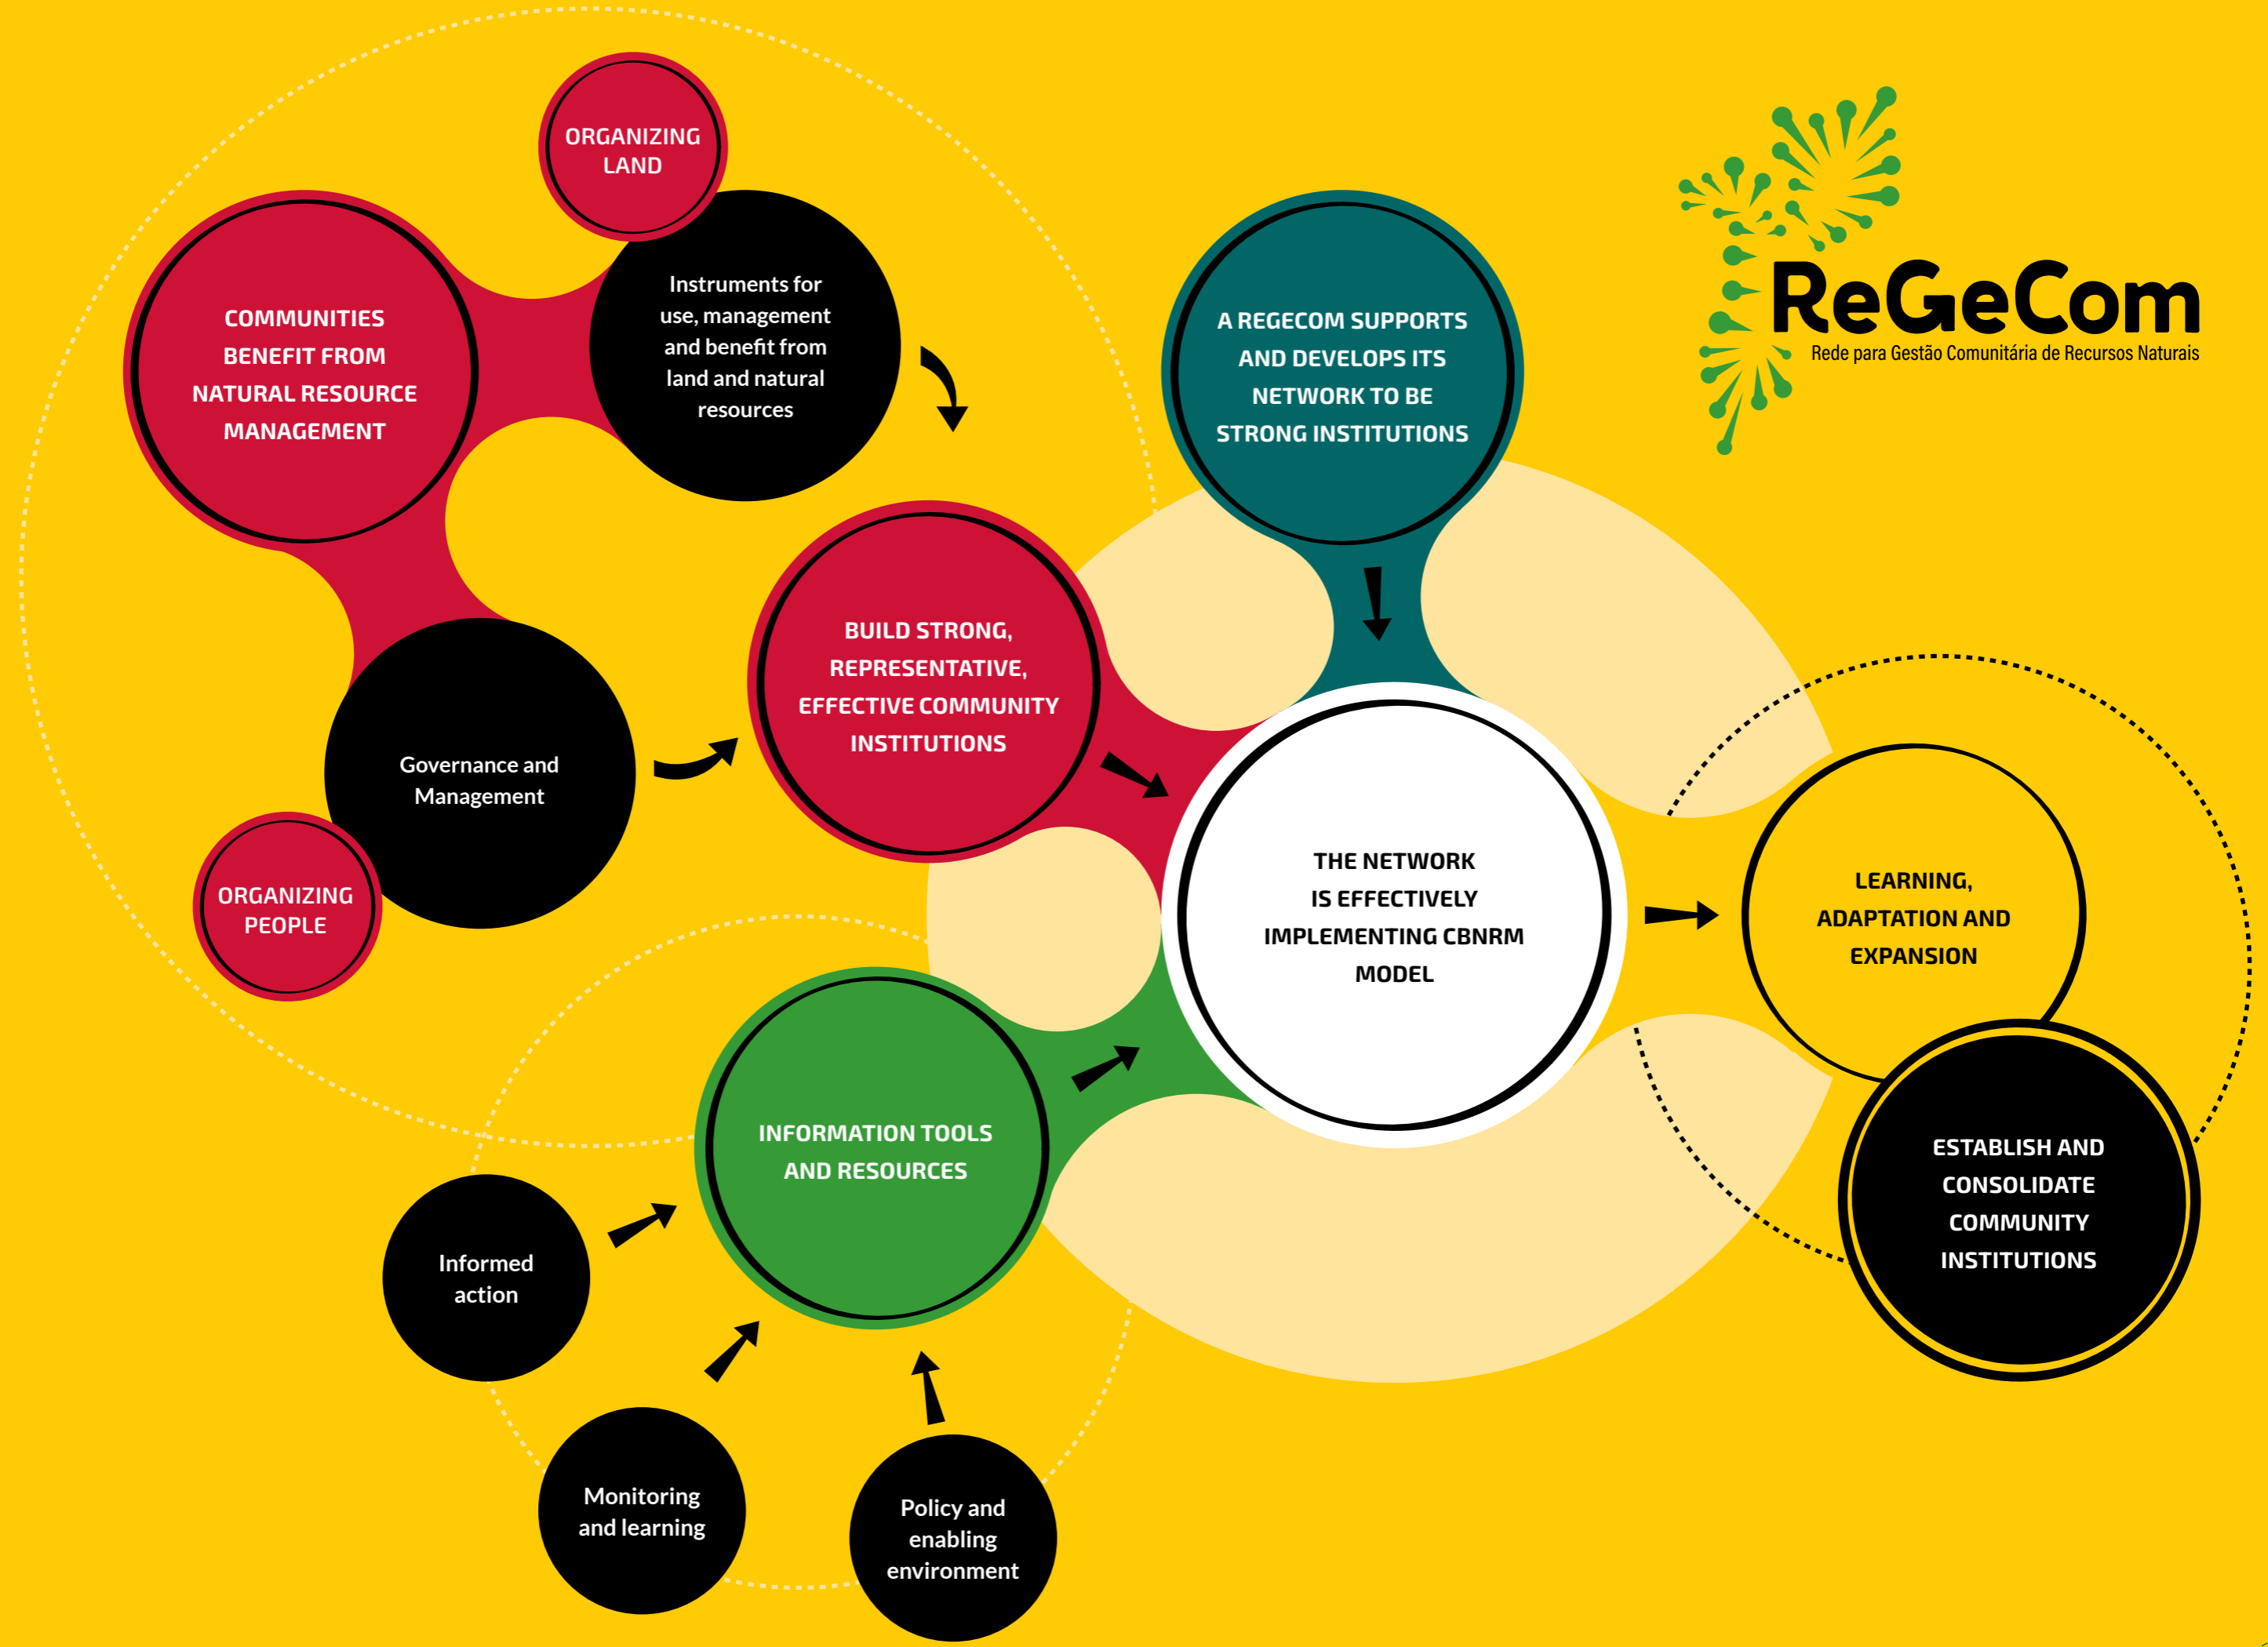 ORGANIZING
LAND
COMMUNITIES
BENEFIT FROM
NATURAL RESOURCE
MANAGEMENT
Instruments for
use, management
and benefit from
land and natural
resources
A REGECOM SUPPORTS
AND DEVELOPS ITS
NETWORK TO BE
STRONG INSTITUTIONS
ReGeCom
Rede para Gestão Comunitária de Recursos Naturais
BUILD STRONG,
REPRESENTATIVE,
EFFECTIVE COMMUNITY
INSTITUTIONS
Governance and
Management
ORGANIZING
PEOPLE
THE NETWORK
IS EFFECTIVELY
IMPLEMENTING CBNRM
MODEL
LEARNING,
ADAPTATION AND
EXPANSION
INFORMATION TOOLS
AND RESOURCES
ESTABLISH AND
CONSOLIDATE
COMMUNITY
INSTITUTIONS
Informed
action
Monitoring
and learning
Policy and
enabling
environment